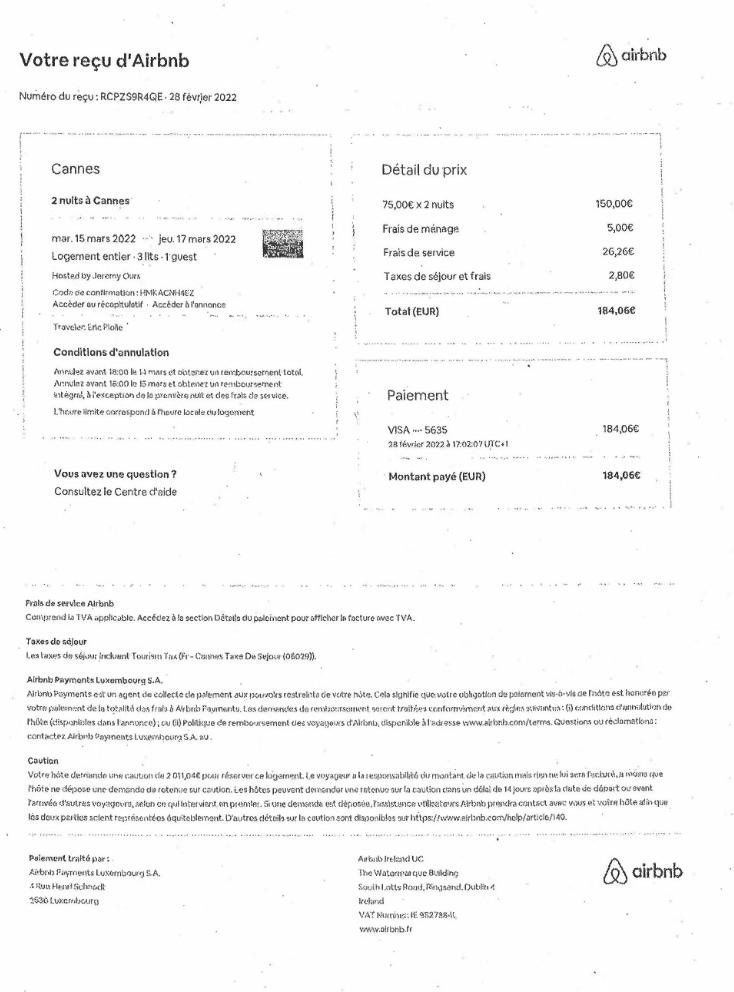 Votre reçu d'Airbnb
airbnb
Numéro du reçu : RCPZS9R4QE · 28 février 2022
Cannes
2 nuits à Cannes
mar. 15 mars 2022 jeu. 17 mars 2022
Logement entier · 3 lits · 1 guest
Hosted by Jeremy Ours
Code de confirmation : HMKACNH4EZ
Accéder au récapitulatif · Accéder à l'annonce
Traveler: Eric Piolle
Conditions d'annulation
Annulez avant 16:00 le 14 mars et obtenez un remboursement total.
Annulez avant 16:00 le 15 mars et obtenez un remboursement
intégral, à l'exception de la première nuit et des frais de service.
L'heure limite correspond à l'heure locale du logement
Vous avez une question ?
Consultez le Centre d'aide
Détail du prix
75,00€ x 2 nuits 150,00€
Frais de ménage 5,00€
Frais de service 26,26€
Taxes de séjour et frais 2,80€
Total (EUR) 184,06€
Paiement
VISA ···· 5635 184,06€
28 février 2022 à 17:02:07 UTC+1
Montant payé (EUR) 184,06€
Frais de service Airbnb
Comprend la TVA applicable. Accédez à la section Détails du paiement pour afficher la facture avec TVA.
Taxes de séjour
Les taxes de séjour incluent Tourism Tax (Fr - Cannes Taxe De Sejour (06029)).
Airbnb Payments Luxembourg S.A.
Airbnb Payments est un agent de collecte de paiement aux pouvoirs restreints de votre hôte. Cela signifie que votre obligation de paiement vis-à-vis de l'hôte est honorée par
votre paiement de la totalité des frais à Airbnb Payments. Les demandes de remboursement seront traitées conformément aux règles suivantes : (i) conditions d'annulation de
l'hôte (disponibles dans l'annonce) ; ou (ii) Politique de remboursement des voyageurs d'Airbnb, disponible à l'adresse www.airbnb.com/terms. Questions ou réclamations :
contactez Airbnb Payments Luxembourg S.A. au .
Caution
Votre hôte demande une caution de 2 011,04€ pour réserver ce logement. Le voyageur a la responsabilité du montant de la caution mais rien ne lui sera facturé, à moins que
l'hôte ne dépose une demande de retenue sur caution. Les hôtes peuvent demander une retenue sur la caution dans un délai de 14 jours après la date de départ ou avant
l'arrivée d'autres voyageurs, selon ce qui intervient en premier. Si une demande est déposée, l'assistance utilisateurs Airbnb prendra contact avec vous et votre hôte afin que
les deux parties soient représentées équitablement. D'autres détails sur la caution sont disponibles sur https://www.airbnb.com/help/article/140.
Paiement traité par :
Airbnb Payments Luxembourg S.A.
4 Rue Henri Schnadt
2530 Luxembourg
Airbnb Ireland UC
The Watermarque Building
South Lotts Road, Ringsend, Dublin 4
Ireland
VAT Number: IE
www.airbnb.fr
airbnb